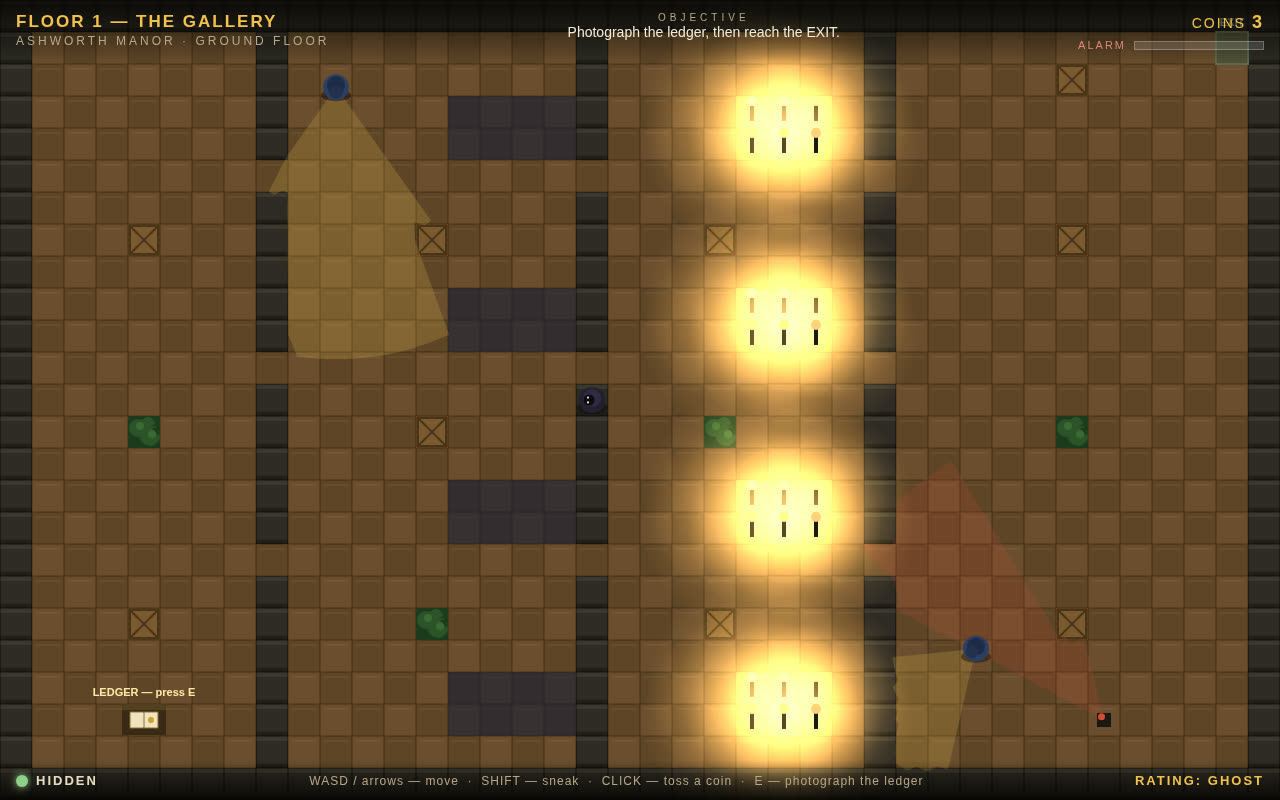 FLOOR 1 — THE GALLERY
ASHWORTH MANOR · GROUND FLOOR
OBJECTIVE
Photograph the ledger, then reach the EXIT.
COINS 3
ALARM
LEDGER — press E
HIDDEN
WASD / arrows — move · SHIFT — sneak · CLICK — toss a coin · E — photograph the ledger
RATING: GHOST